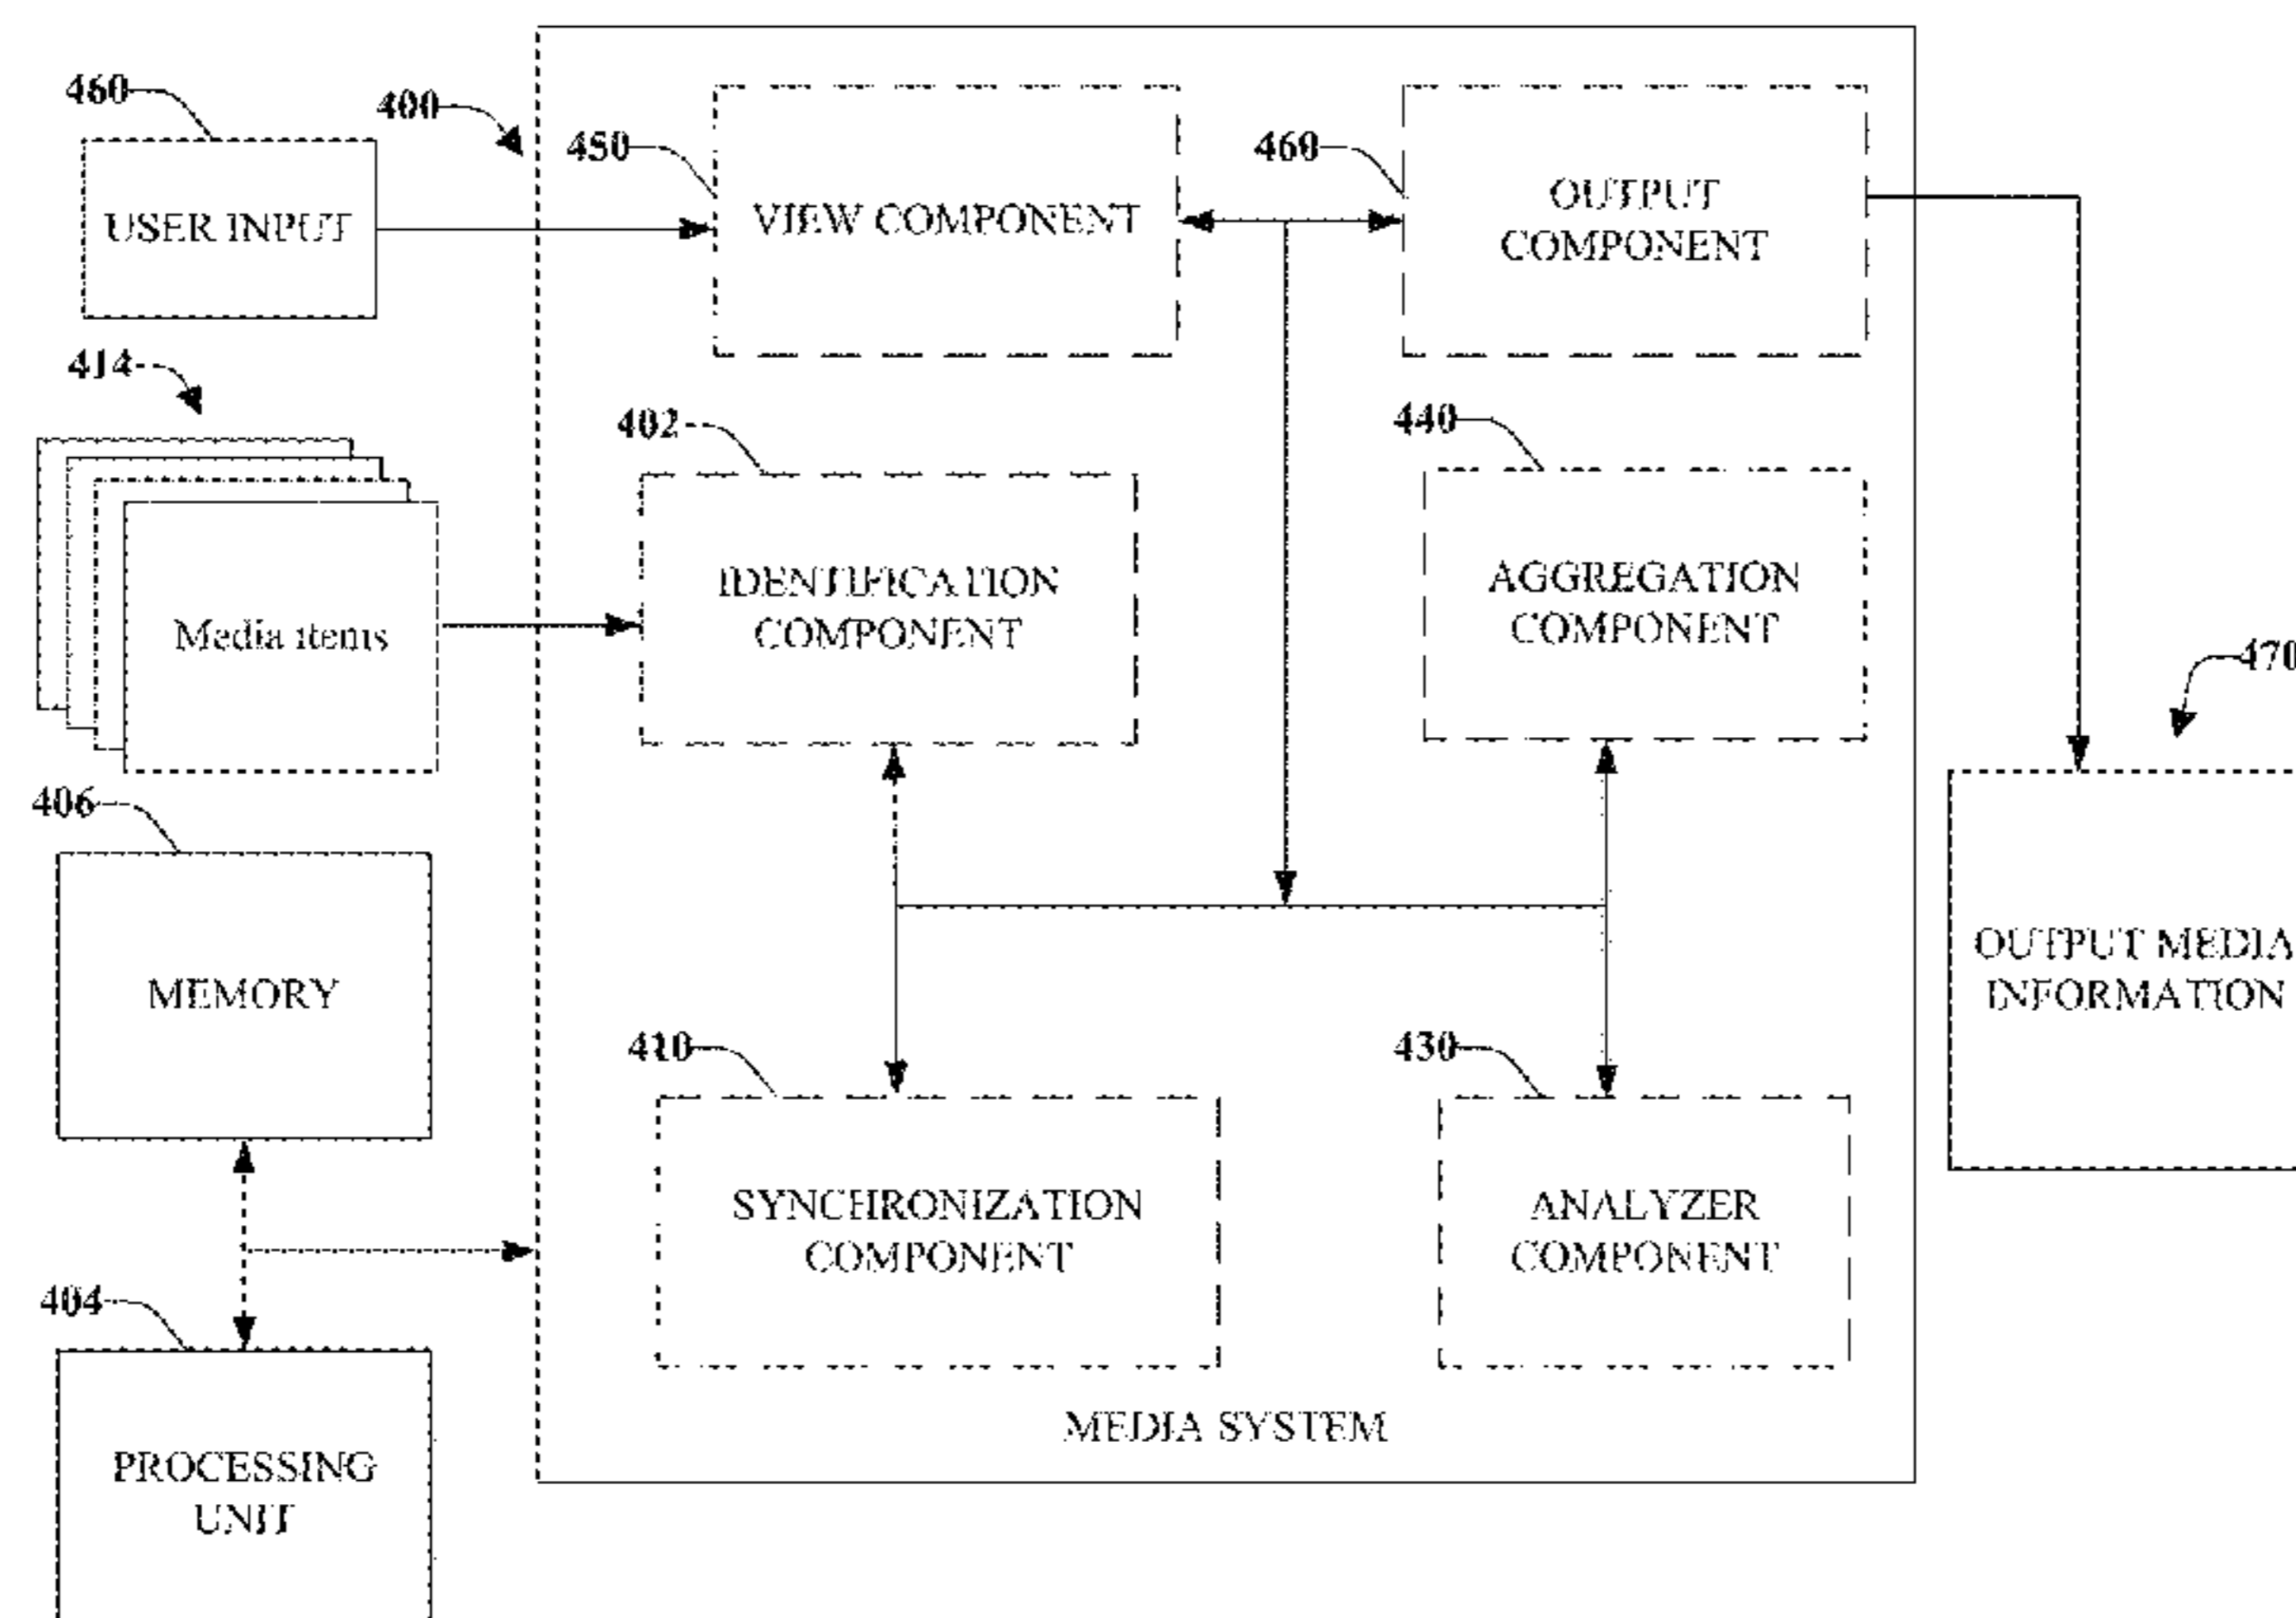 460
400
450
460
USER INPUT
VIEW COMPONENT
OUTPUT
COMPONENT
414
402
440
Media items
IDENTIFICATION
COMPONENT
AGGREGATION
COMPONENT
470
406
MEMORY
OUTPUT MEDIA
INFORMATION
410
430
SYNCHRONIZATION
COMPONENT
ANALYZER
COMPONENT
404
PROCESSING
UNIT
MEDIA SYSTEM